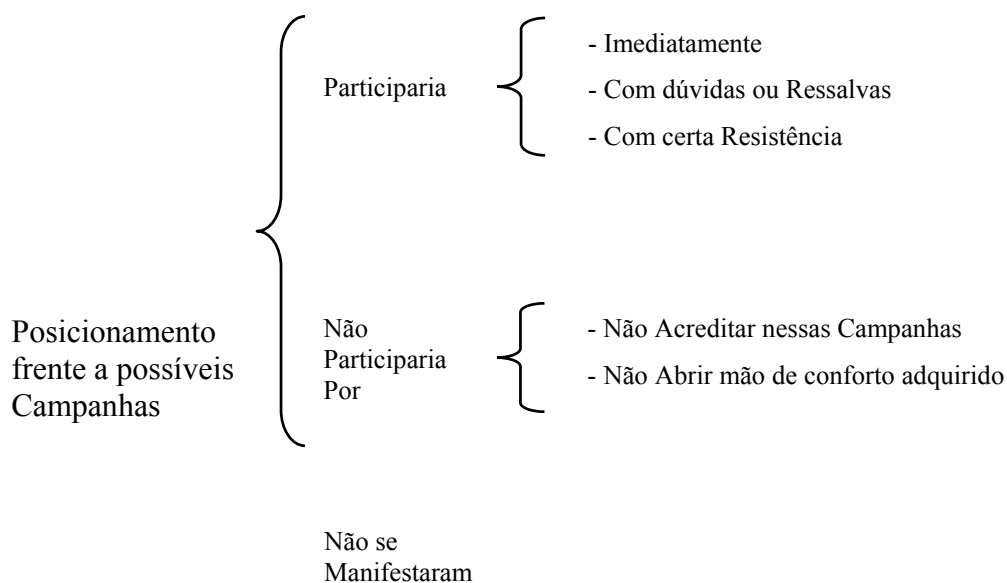 Posicionamento
frente a possíveis
Campanhas
Participaria
- Imediatamente
- Com dúvidas ou Ressalvas
- Com certa Resistência
Não
Participaria
Por
- Não Acreditar nessas Campanhas
- Não Abrir mão de conforto adquirido
Não se
Manifestaram